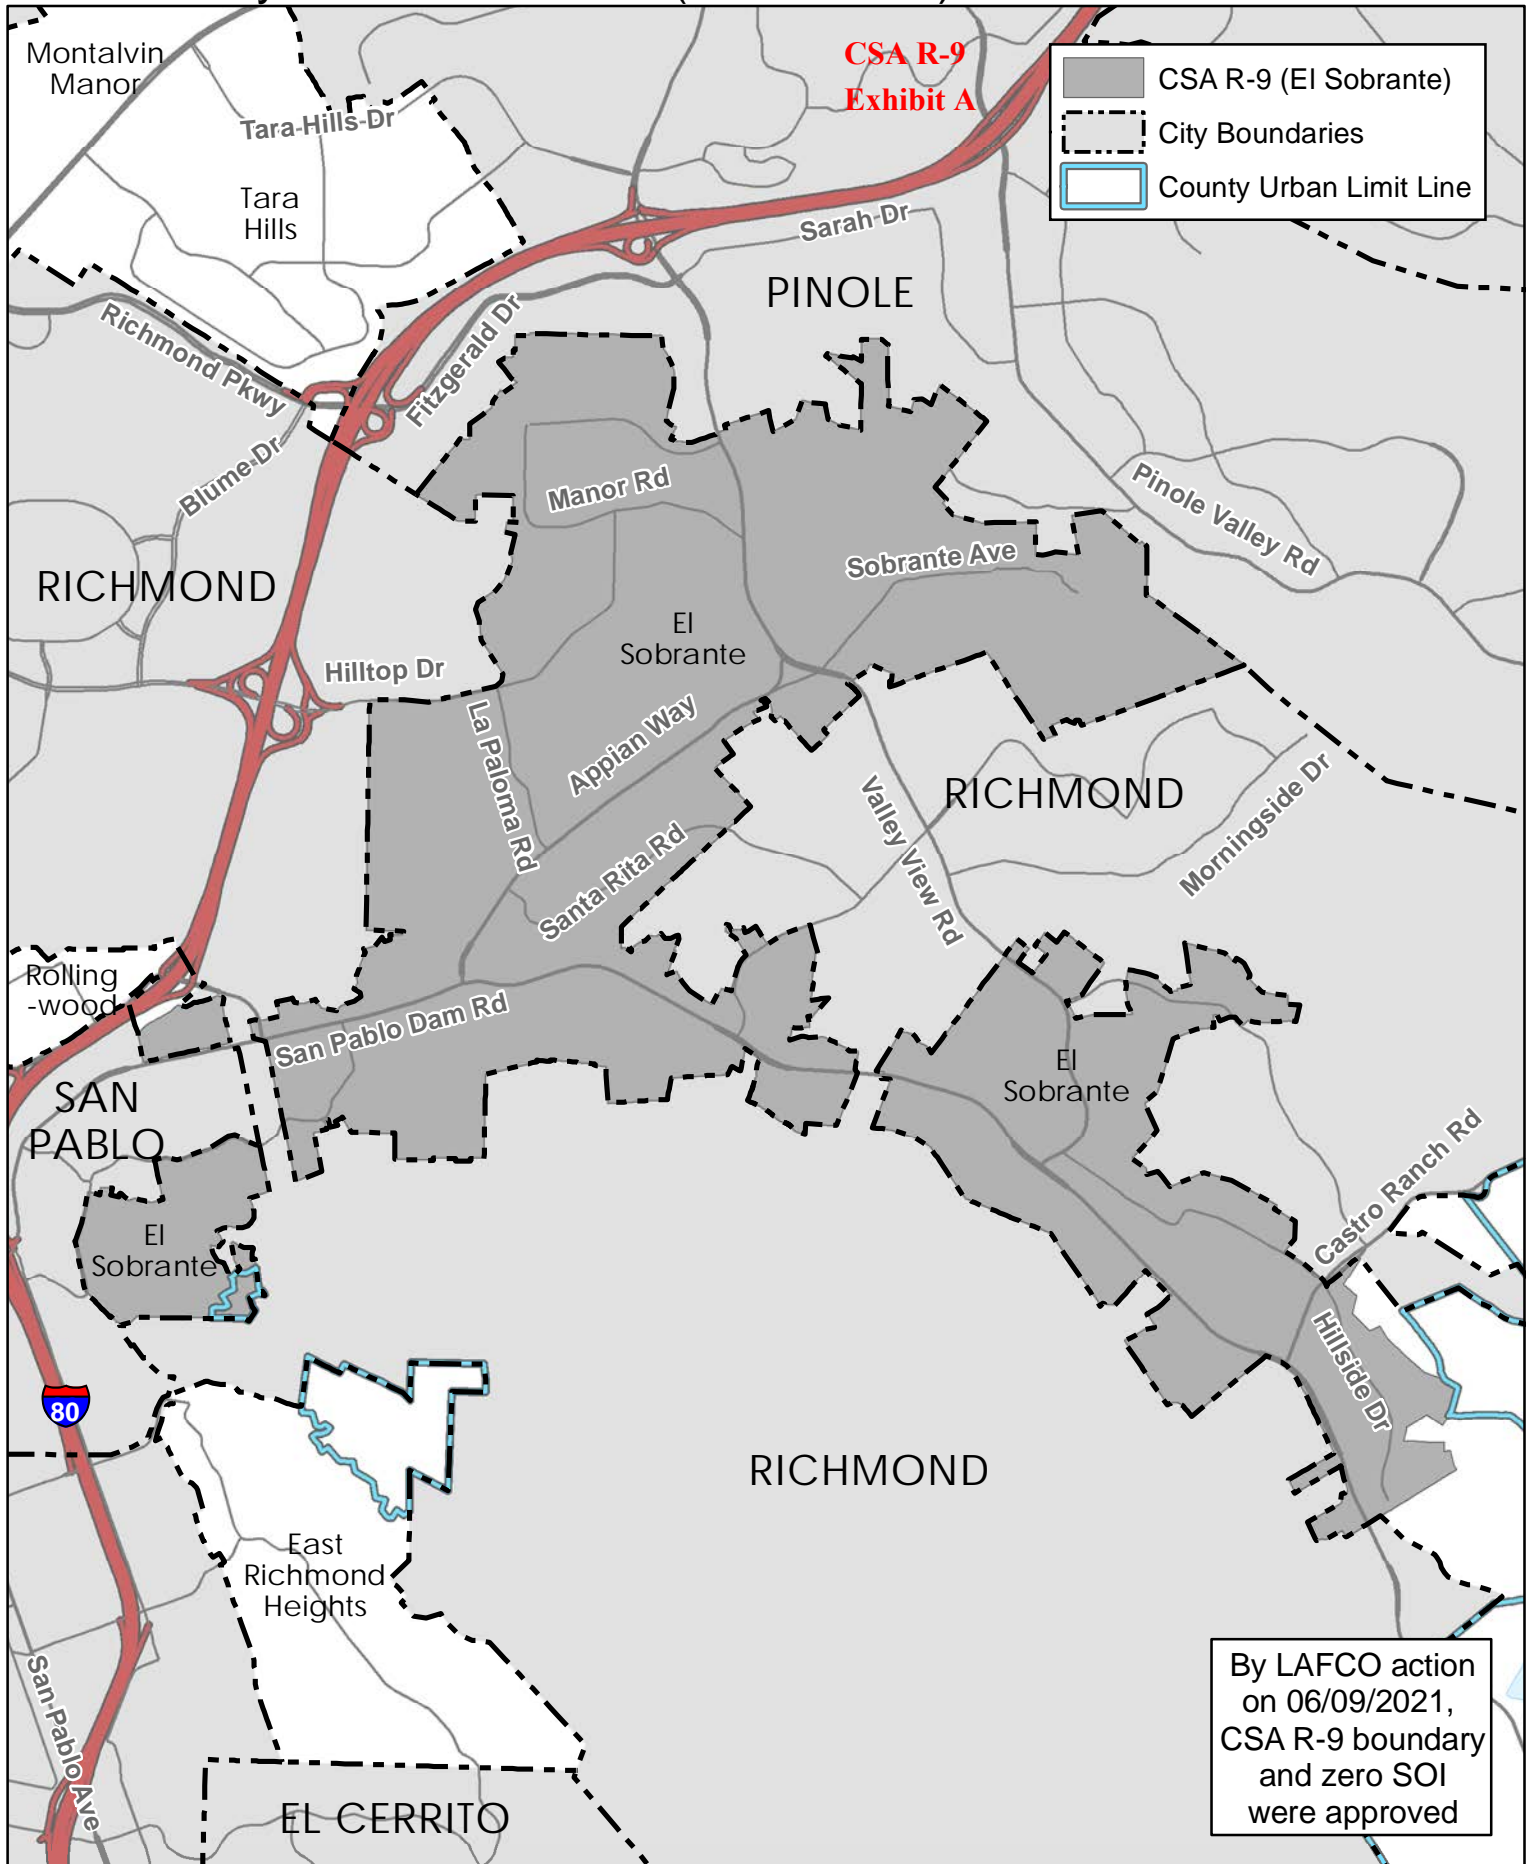 Montalvin
Manor
CSA R-9
Exhibit A
CSA R-9 (El Sobrante)
City Boundaries
County Urban Limit Line
Tara Hills Dr
Tara
Hills
Sarah Dr
PINOLE
Richmond Pkwy
Fitzgerald Dr
Blume Dr
Manor Rd
Pinole Valley Rd
Sobrante Ave
RICHMOND
El
Sobrante
Hilltop Dr
La Paloma Rd
Appian Way
Valley View Rd
RICHMOND
Morningside Dr
Santa Rita Rd
Rolling
-wood
San Pablo Dam Rd
El
Sobrante
SAN
PABLO
Castro Ranch Rd
El
Sobrante
Hillside Dr
80
RICHMOND
East
Richmond
Heights
San Pablo Ave
EL CERRITO
By LAFCO action
on 06/09/2021,
CSA R-9 boundary
and zero SOI
were approved